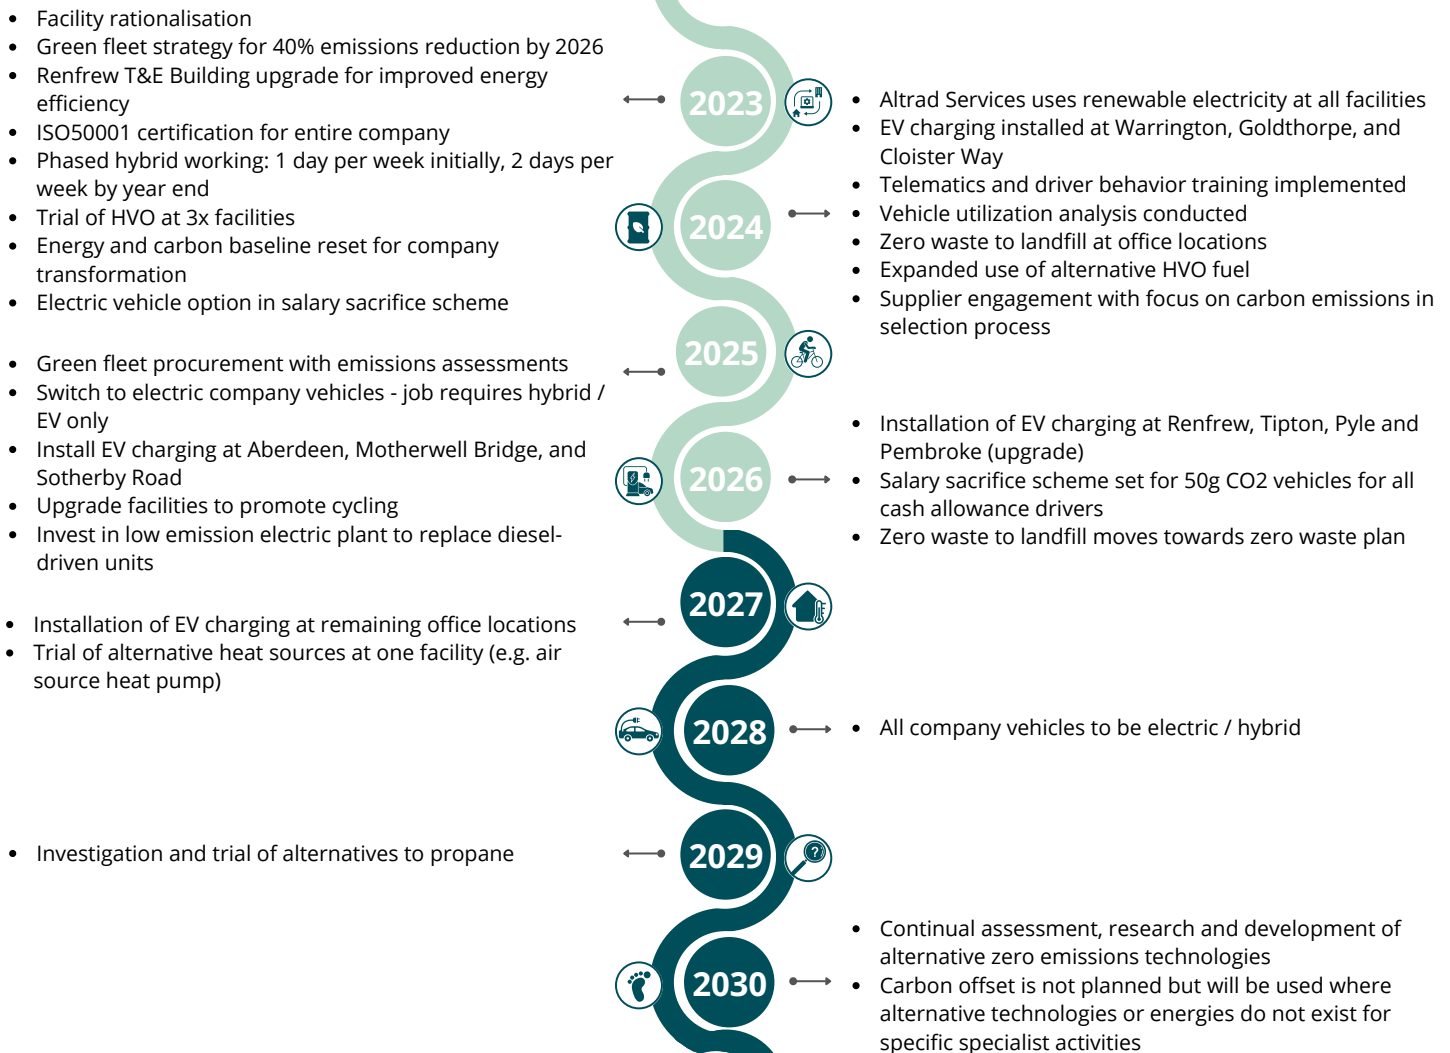 • Facility rationalisation
• Green fleet strategy for 40% emissions reduction by 2026
• Renfrew T&E Building upgrade for improved energy
efficiency
• ISO50001 certification for entire company
• Phased hybrid working: 1 day per week initially, 2 days per
week by year end
• Trial of HVO at 3x facilities
• Energy and carbon baseline reset for company
transformation
• Electric vehicle option in salary sacrifice scheme
2023
• Altrad Services uses renewable electricity at all facilities
• EV charging installed at Warrington, Goldthorpe, and
Cloister Way
• Telematics and driver behavior training implemented
• Vehicle utilization analysis conducted
• Zero waste to landfill at office locations
• Expanded use of alternative HVO fuel
• Supplier engagement with focus on carbon emissions in
selection process
2024
• Green fleet procurement with emissions assessments
• Switch to electric company vehicles - job requires hybrid /
EV only
• Install EV charging at Aberdeen, Motherwell Bridge, and
Sotherby Road
• Upgrade facilities to promote cycling
• Invest in low emission electric plant to replace diesel-
driven units
2025
• Installation of EV charging at Renfrew, Tipton, Pyle and
Pembroke (upgrade)
• Salary sacrifice scheme set for 50g CO2 vehicles for all
cash allowance drivers
• Zero waste to landfill moves towards zero waste plan
2026
• Installation of EV charging at remaining office locations
• Trial of alternative heat sources at one facility (e.g. air
source heat pump)
2027
2028
• All company vehicles to be electric / hybrid
• Investigation and trial of alternatives to propane
2029
?
2030
• Continual assessment, research and development of
alternative zero emissions technologies
• Carbon offset is not planned but will be used where
alternative technologies or energies do not exist for
specific specialist activities